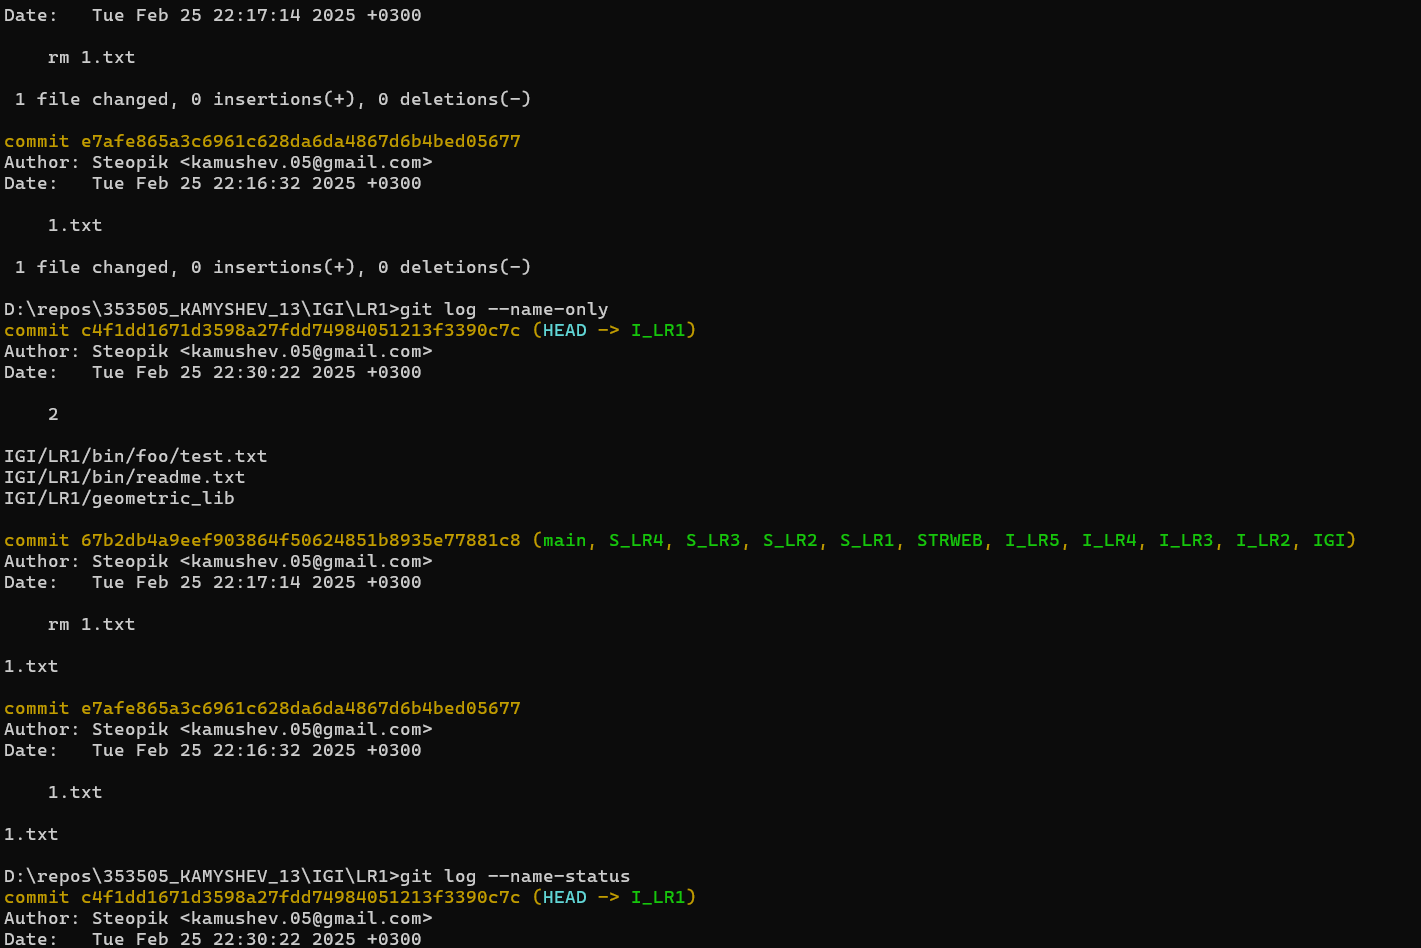 Date:   Tue Feb 25 22:17:14 2025 +0300
    rm 1.txt
 1 file changed, 0 insertions(+), 0 deletions(-)
commit e7afe865a3c6961c628da6da4867d6b4bed05677
Author: Steopik <kamushev.05@gmail.com>
Date:   Tue Feb 25 22:16:32 2025 +0300
    1.txt
 1 file changed, 0 insertions(+), 0 deletions(-)
D:\repos\353505_KAMYSHEV_13\IGI\LR1>git log --name-only
commit c4f1dd1671d3598a27fdd74984051213f3390c7c (HEAD -> I_LR1)
Author: Steopik <kamushev.05@gmail.com>
Date:   Tue Feb 25 22:30:22 2025 +0300
    2
IGI/LR1/bin/foo/test.txt
IGI/LR1/bin/readme.txt
IGI/LR1/geometric_lib
commit 67b2db4a9eef903864f50624851b8935e77881c8 (main, S_LR4, S_LR3, S_LR2, S_LR1, STRWEB, I_LR5, I_LR4, I_LR3, I_LR2, IGI)
Author: Steopik <kamushev.05@gmail.com>
Date:   Tue Feb 25 22:17:14 2025 +0300
    rm 1.txt
1.txt
commit e7afe865a3c6961c628da6da4867d6b4bed05677
Author: Steopik <kamushev.05@gmail.com>
Date:   Tue Feb 25 22:16:32 2025 +0300
    1.txt
1.txt
D:\repos\353505_KAMYSHEV_13\IGI\LR1>git log --name-status
commit c4f1dd1671d3598a27fdd74984051213f3390c7c (HEAD -> I_LR1)
Author: Steopik <kamushev.05@gmail.com>
Date:   Tue Feb 25 22:30:22 2025 +0300